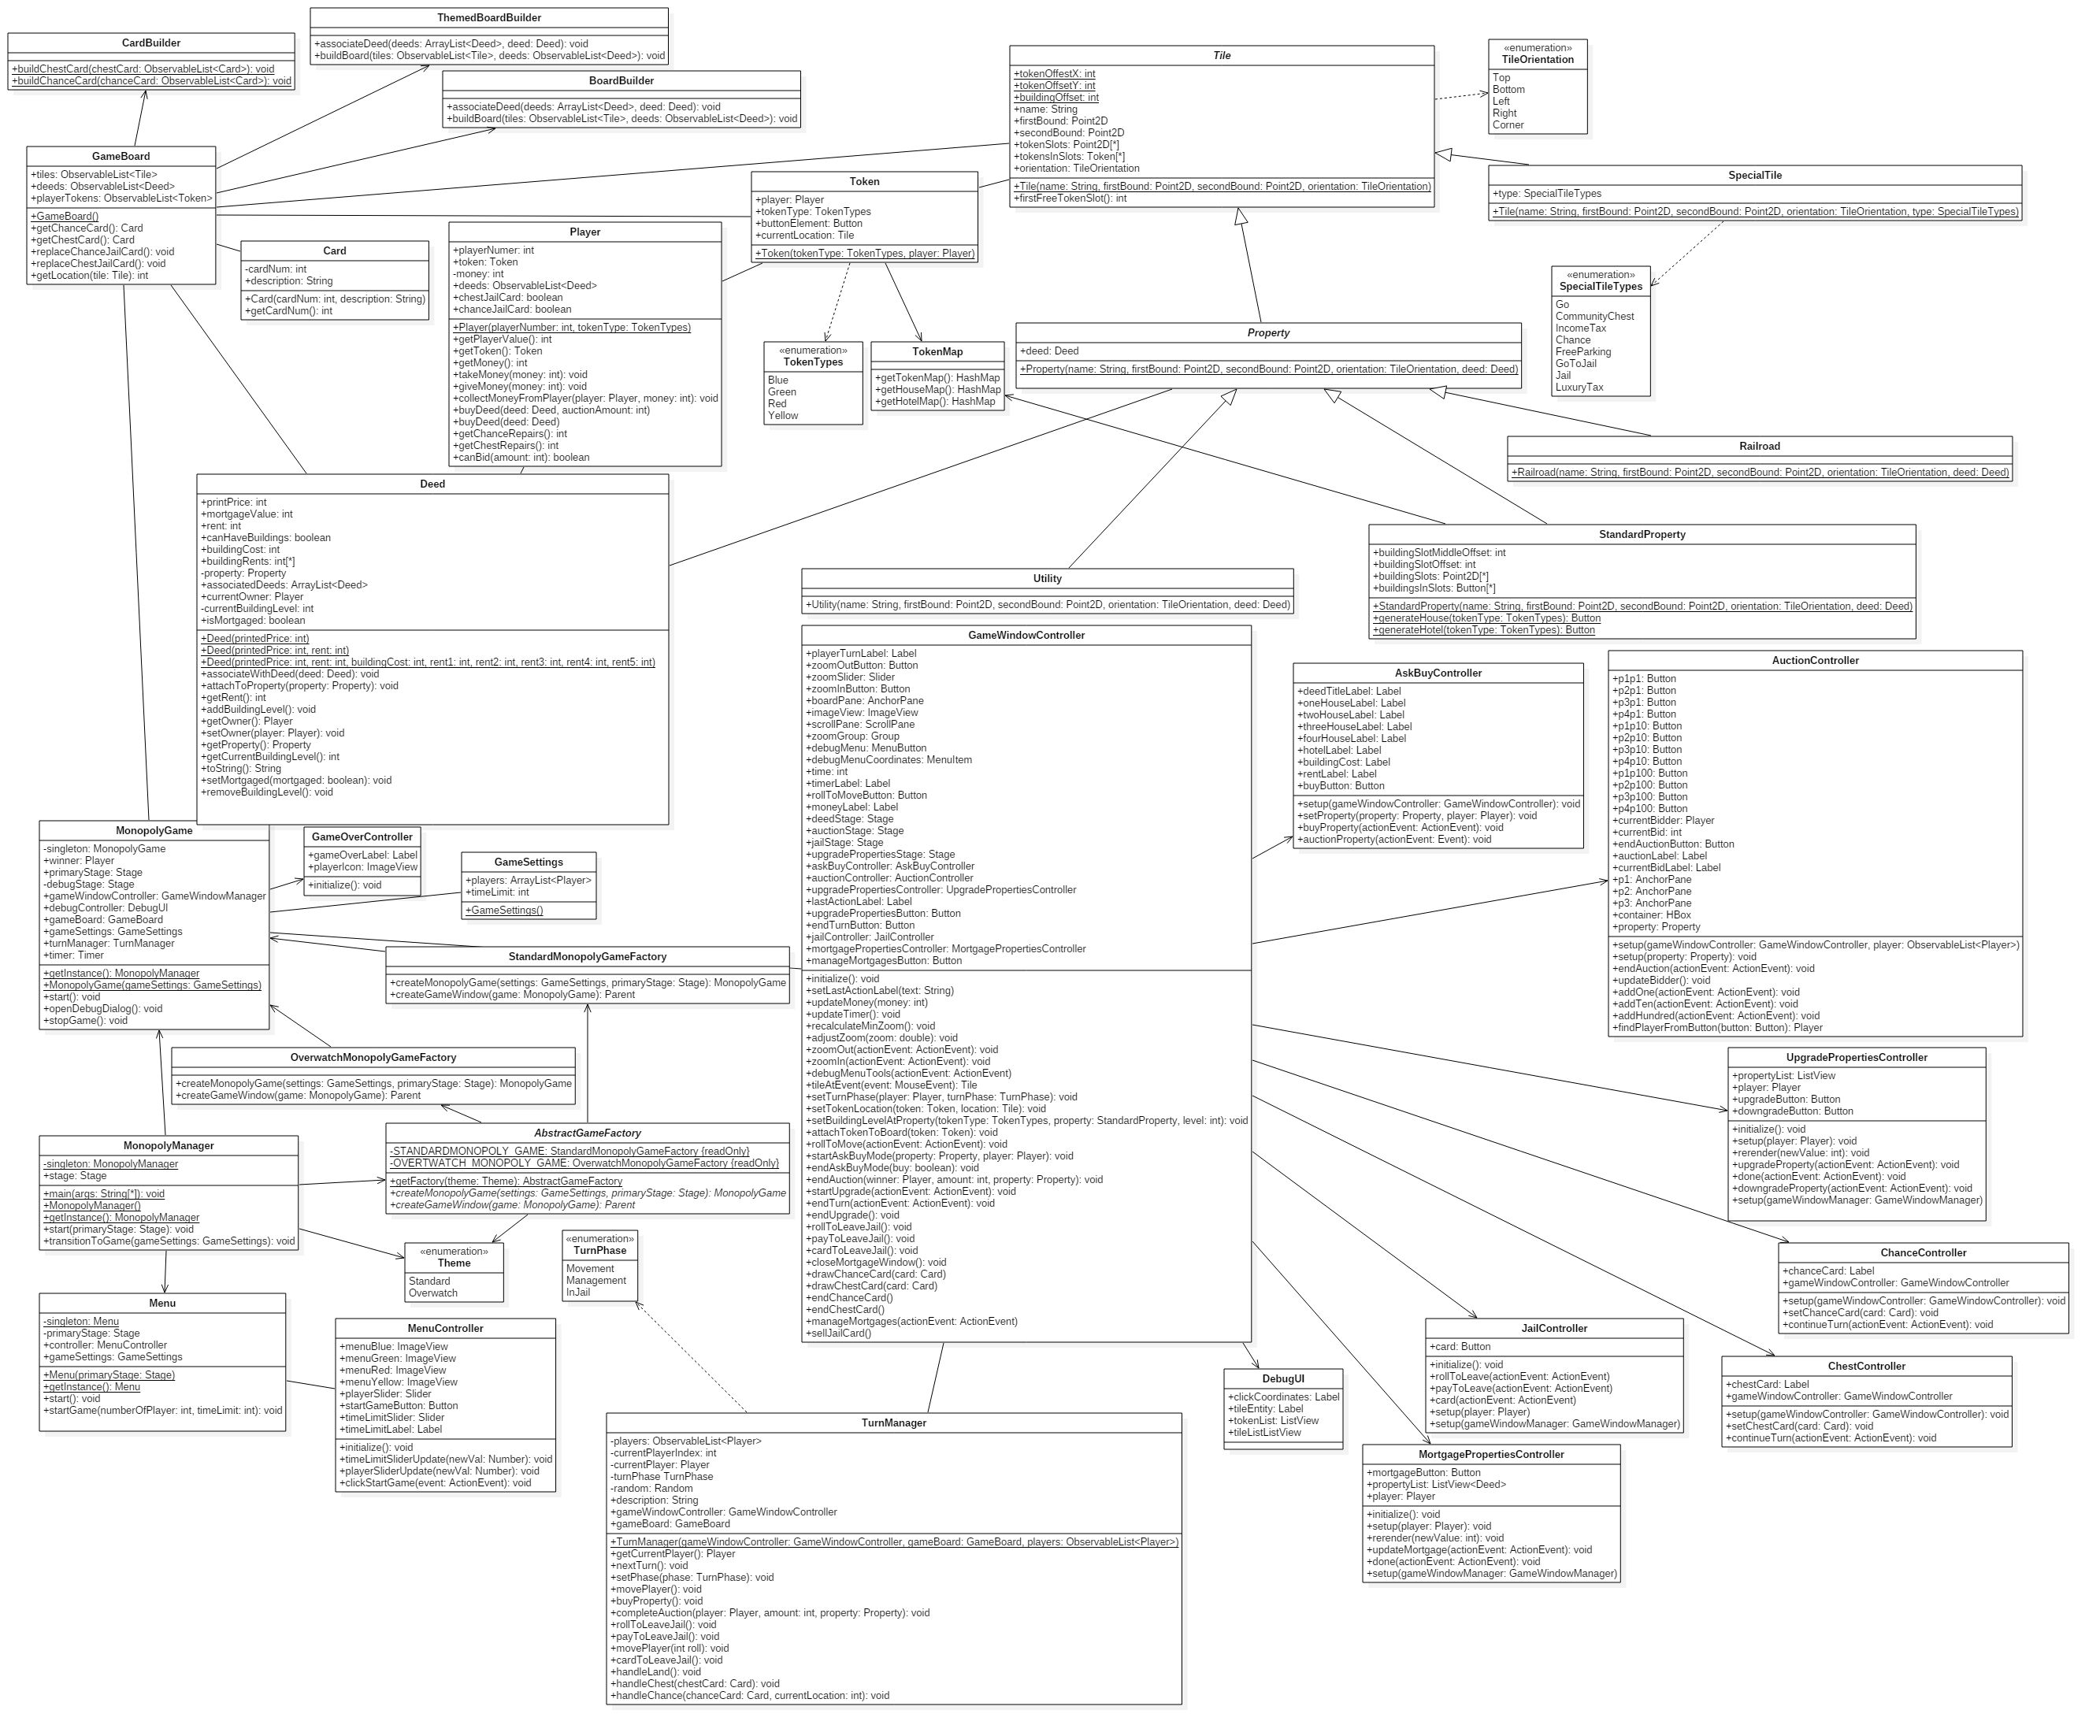 ThemedBoardBuilder
+associateDeed(deeds: ArrayList<Deed>, deed: Deed): void
+buildBoard(tiles: ObservableList<Tile>, deeds: ObservableList<Deed>): void
CardBuilder
+buildChestCard(chestCard: ObservableList<Card>): void
+buildChanceCard(chanceCard: ObservableList<Card>): void
BoardBuilder
+associateDeed(deeds: ArrayList<Deed>, deed: Deed): void
+buildBoard(tiles: ObservableList<Tile>, deeds: ObservableList<Deed>): void
Tile
+tokenOffestX: int
+tokenOffsetY: int
+buildingOffset: int
+name: String
+firstBound: Point2D
+secondBound: Point2D
+tokenSlots: Point2D[*]
+tokensInSlots: Token[*]
+orientation: TileOrientation
+Tile(name: String, firstBound: Point2D, secondBound: Point2D, orientation: TileOrientation)
+firstFreeTokenSlot(): int
«enumeration»
TileOrientation
Top
Bottom
Left
Right
Corner
GameBoard
+tiles: ObservableList<Tile>
+deeds: ObservableList<Deed>
+playerTokens: ObservableList<Token>
+GameBoard()
+getChanceCard(): Card
+getChestCard(): Card
+replaceChanceJailCard(): void
+replaceChestJailCard(): void
+getLocation(tile: Tile): int
SpecialTile
+type: SpecialTileTypes
+Tile(name: String, firstBound: Point2D, secondBound: Point2D, orientation: TileOrientation, type: SpecialTileTypes)
Token
+player: Player
+tokenType: TokenTypes
+buttonElement: Button
+currentLocation: Tile
+Token(tokenType: TokenTypes, player: Player)
Card
-cardNum: int
+description: String
+Card(cardNum: int, description: String)
+getCardNum(): int
Player
+playerNumer: int
+token: Token
-money: int
+deeds: ObservableList<Deed>
+chestJailCard: boolean
+chanceJailCard: boolean
+Player(playerNumber: int, tokenType: TokenTypes)
+getPlayerValue(): int
+getToken(): Token
+getMoney(): int
+takeMoney(money: int): void
+giveMoney(money: int): void
+collectMoneyFromPlayer(player: Player, money: int): void
+buyDeed(deed: Deed, auctionAmount: int)
+buyDeed(deed: Deed)
+getChanceRepairs(): int
+getChestRepairs(): int
+canBid(amount: int): boolean
«enumeration»
SpecialTileTypes
Go
CommunityChest
IncomeTax
Chance
FreeParking
GoToJail
Jail
LuxuryTax
«enumeration»
TokenTypes
Blue
Green
Red
Yellow
TokenMap
+getTokenMap(): HashMap
+getHouseMap(): HashMap
+getHotelMap(): HashMap
Property
+deed: Deed
+Property(name: String, firstBound: Point2D, secondBound: Point2D, orientation: TileOrientation, deed: Deed)
Railroad
+Railroad(name: String, firstBound: Point2D, secondBound: Point2D, orientation: TileOrientation, deed: Deed)
Deed
+printPrice: int
+mortgageValue: int
+rent: int
+canHaveBuildings: boolean
+buildingCost: int
+buildingRents: int[*]
-property: Property
+associatedDeeds: ArrayList<Deed>
+currentOwner: Player
-currentBuildingLevel: int
+isMortgaged: boolean
+Deed(printedPrice: int)
+Deed(printedPrice: int, rent: int)
+Deed(printedPrice: int, rent: int, buildingCost: int, rent1: int, rent2: int, rent3: int, rent4: int, rent5: int)
+associateWithDeed(deed: Deed): void
+attachToProperty(property: Property): void
+getRent(): int
+addBuildingLevel(): void
+getOwner(): Player
+setOwner(player: Player): void
+getProperty(): Property
+getCurrentBuildingLevel(): int
+toString(): String
+setMortgaged(mortgaged: boolean): void
+removeBuildingLevel(): void
StandardProperty
+buildingSlotMiddleOffset: int
+buildingSlotOffset: int
+buildingSlots: Point2D[*]
+buildingsInSlots: Button[*]
+StandardProperty(name: String, firstBound: Point2D, secondBound: Point2D, orientation: TileOrientation, deed: Deed)
+generateHouse(tokenType: TokenTypes): Button
+generateHotel(tokenType: TokenTypes): Button
Utility
+Utility(name: String, firstBound: Point2D, secondBound: Point2D, orientation: TileOrientation, deed: Deed)
GameWindowController
+playerTurnLabel: Label
+zoomOutButton: Button
+zoomSlider: Slider
+zoomInButton: Button
+boardPane: AnchorPane
+imageView: ImageView
+scrollPane: ScrollPane
+zoomGroup: Group
+debugMenu: MenuButton
+debugMenuCoordinates: MenuItem
+time: int
+timerLabel: Label
+rollToMoveButton: Button
+moneyLabel: Label
+deedStage: Stage
+auctionStage: Stage
+jailStage: Stage
+upgradePropertiesStage: Stage
+askBuyController: AskBuyController
+auctionController: AuctionController
+upgradePropertiesController: UpgradePropertiesController
+lastActionLabel: Label
+upgradePropertiesButton: Button
+endTurnButton: Button
+jailController: JailController
+mortgagePropertiesController: MortgagePropertiesController
+manageMortgagesButton: Button
+initialize(): void
+setLastActionLabel(text: String)
+updateMoney(money: int)
+updateTimer(): void
+recalculateMinZoom(): void
+adjustZoom(zoom: double): void
+zoomOut(actionEvent: ActionEvent): void
+zoomIn(actionEvent: ActionEvent): void
+debugMenuTools(actionEvent: ActionEvent)
+tileAtEvent(event: MouseEvent): Tile
+setTurnPhase(player: Player, turnPhase: TurnPhase): void
+setTokenLocation(token: Token, location: Tile): void
+setBuildingLevelAtProperty(tokenType: TokenTypes, property: StandardProperty, level: int): void
+attachTokenToBoard(token: Token): void
+rollToMove(actionEvent: ActionEvent): void
+startAskBuyMode(property: Property, player: Player): void
+endAskBuyMode(buy: boolean): void
+endAuction(winner: Player, amount: int, property: Property): void
+startUpgrade(actionEvent: ActionEvent): void
+endTurn(actionEvent: ActionEvent): void
+endUpgrade(): void
+rollToLeaveJail(): void
+payToLeaveJail(): void
+cardToLeaveJail(): void
+closeMortgageWindow(): void
+drawChanceCard(card: Card)
+drawChestCard(card: Card)
+endChanceCard()
+endChestCard()
+manageMortgages(actionEvent: ActionEvent)
+sellJailCard()
AskBuyController
+deedTitleLabel: Label
+oneHouseLabel: Label
+twoHouseLabel: Label
+threeHouseLabel: Label
+fourHouseLabel: Label
+hotelLabel: Label
+buildingCost: Label
+rentLabel: Label
+buyButton: Button
+setup(gameWindowController: GameWindowController): void
+setProperty(property: Property, player: Player): void
+buyProperty(actionEvent: ActionEvent): void
+auctionProperty(actionEvent: Event): void
AuctionController
+p1p1: Button
+p2p1: Button
+p3p1: Button
+p4p1: Button
+p1p10: Button
+p2p10: Button
+p3p10: Button
+p4p10: Button
+p1p100: Button
+p2p100: Button
+p3p100: Button
+p4p100: Button
+currentBidder: Player
+currentBid: int
+endAuctionButton: Button
+auctionLabel: Label
+currentBidLabel: Label
+p1: AnchorPane
+p2: AnchorPane
+p3: AnchorPane
+container: HBox
+property: Property
+setup(gameWindowController: GameWindowController, player: ObservableList<Player>)
+setup(property: Property): void
+endAuction(actionEvent: ActionEvent): void
+updateBidder(): void
+addOne(actionEvent: ActionEvent): void
+addTen(actionEvent: ActionEvent): void
+addHundred(actionEvent: ActionEvent): void
+findPlayerFromButton(button: Button): Player
MonopolyGame
-singleton: MonopolyGame
+winner: Player
+primaryStage: Stage
-debugStage: Stage
+gameWindowController: GameWindowManager
+debugController: DebugUI
+gameBoard: GameBoard
+gameSettings: GameSettings
+turnManager: TurnManager
+timer: Timer
+getInstance(): MonopolyManager
+MonopolyGame(gameSettings: GameSettings)
+start(): void
+openDebugDialog(): void
+stopGame(): void
GameOverController
+gameOverLabel: Label
+playerIcon: ImageView
+initialize(): void
GameSettings
+players: ArrayList<Player>
+timeLimit: int
+GameSettings()
StandardMonopolyGameFactory
+createMonopolyGame(settings: GameSettings, primaryStage: Stage): MonopolyGame
+createGameWindow(game: MonopolyGame): Parent
OverwatchMonopolyGameFactory
+createMonopolyGame(settings: GameSettings, primaryStage: Stage): MonopolyGame
+createGameWindow(game: MonopolyGame): Parent
UpgradePropertiesController
+propertyList: ListView
+player: Player
+upgradeButton: Button
+downgradeButton: Button
+initialize(): void
+setup(player: Player): void
+rerender(newValue: int): void
+upgradeProperty(actionEvent: ActionEvent): void
+done(actionEvent: ActionEvent): void
+downgradeProperty(actionEvent: ActionEvent): void
+setup(gameWindowManager: GameWindowManager)
AbstractGameFactory
-STANDARDMONOPOLY_GAME: StandardMonopolyGameFactory {readOnly}
-OVERTWATCH_MONOPOLY_GAME: OverwatchMonopolyGameFactory {readOnly}
+getFactory(theme: Theme): AbstractGameFactory
+createMonopolyGame(settings: GameSettings, primaryStage: Stage): MonopolyGame
+createGameWindow(game: MonopolyGame): Parent
MonopolyManager
-singleton: MonopolyManager
+stage: Stage
+main(args: String[*]): void
+MonopolyManager()
+getInstance(): MonopolyManager
+start(primaryStage: Stage): void
+transitionToGame(gameSettings: GameSettings): void
«enumeration»
Theme
Standard
Overwatch
«enumeration»
TurnPhase
Movement
Management
InJail
ChanceController
+chanceCard: Label
+gameWindowController: GameWindowController
+setup(gameWindowController: GameWindowController): void
+setChanceCard(card: Card): void
+continueTurn(actionEvent: ActionEvent): void
Menu
-singleton: Menu
-primaryStage: Stage
+controller: MenuController
+gameSettings: GameSettings
+Menu(primaryStage: Stage)
+getInstance(): Menu
+start(): void
+startGame(numberOfPlayer: int, timeLimit: int): void
MenuController
+menuBlue: ImageView
+menuGreen: ImageView
+menuRed: ImageView
+menuYellow: ImageView
+playerSlider: Slider
+startGameButton: Button
+timeLimitSlider: Slider
+timeLimitLabel: Label
+initialize(): void
+timeLimitSliderUpdate(newVal: Number): void
+playerSliderUpdate(newVal: Number): void
+clickStartGame(event: ActionEvent): void
JailController
+card: Button
+initialize(): void
+rollToLeave(actionEvent: ActionEvent)
+payToLeave(actionEvent: ActionEvent)
+card(actionEvent: ActionEvent)
+setup(player: Player)
+setup(gameWindowManager: GameWindowManager)
ChestController
+chestCard: Label
+gameWindowController: GameWindowController
+setup(gameWindowController: GameWindowController): void
+setChestCard(card: Card): void
+continueTurn(actionEvent: ActionEvent): void
DebugUI
+clickCoordinates: Label
+tileEntity: Label
+tokenList: ListView
+tileListListView
TurnManager
-players: ObservableList<Player>
-currentPlayerIndex: int
-currentPlayer: Player
-turnPhase TurnPhase
-random: Random
+description: String
+gameWindowController: GameWindowController
+gameBoard: GameBoard
+TurnManager(gameWindowController: GameWindowController, gameBoard: GameBoard, players: ObservableList<Player>)
+getCurrentPlayer(): Player
+nextTurn(): void
+setPhase(phase: TurnPhase): void
+movePlayer(): void
+buyProperty(): void
+completeAuction(player: Player, amount: int, property: Property): void
+rollToLeaveJail(): void
+payToLeaveJail(): void
+movePlayer(int roll): void
+cardToLeaveJail(): void
+handleLand(): void
+handleChest(chestCard: Card): void
+handleChance(chanceCard: Card, currentLocation: int): void
MortgagePropertiesController
+mortgageButton: Button
+propertyList: ListView<Deed>
+player: Player
+initialize(): void
+setup(player: Player): void
+rerender(newValue: int): void
+updateMortgage(actionEvent: ActionEvent): void
+done(actionEvent: ActionEvent): void
+setup(gameWindowManager: GameWindowManager)